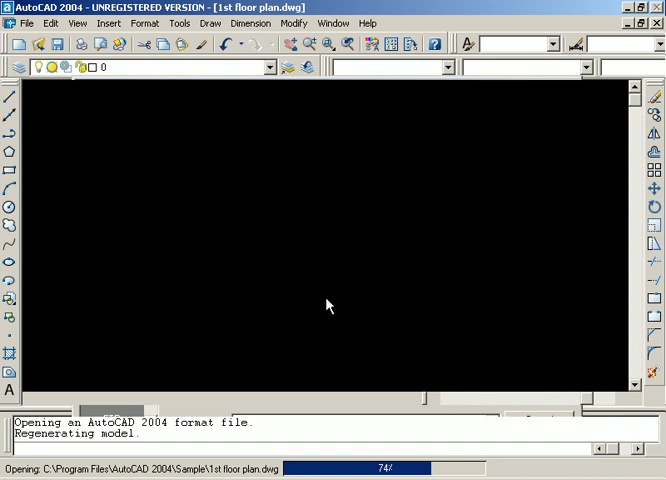 AutoCAD 2004 - UNREGISTERED VERSION - [1st floor plan.dwg]
File Edit View Insert Format Tools Draw Dimension Modify Window Help
0
A
Opening an AutoCAD 2004 format file.
Regenerating model.
Opening: C:\Program Files\AutoCAD 2004\Sample\1st floor plan.dwg 74%